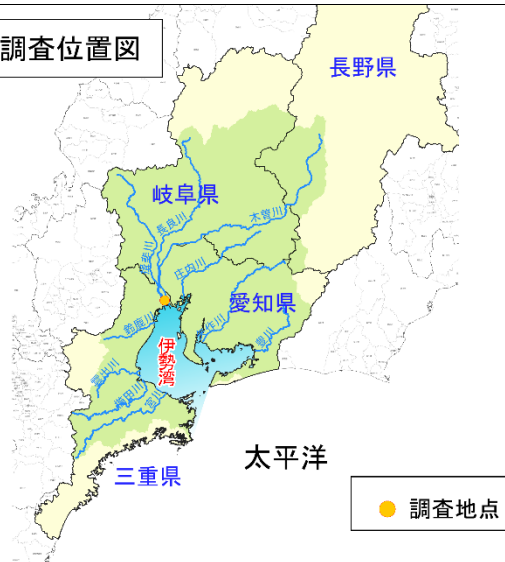 調査位置図
長野県
岐阜県
揖斐川
長良川
木曽川
庄内川
愛知県
矢作川
豊川
鈴鹿川
伊勢湾
雲出川
櫛田川
宮川
三重県
太平洋
調査地点